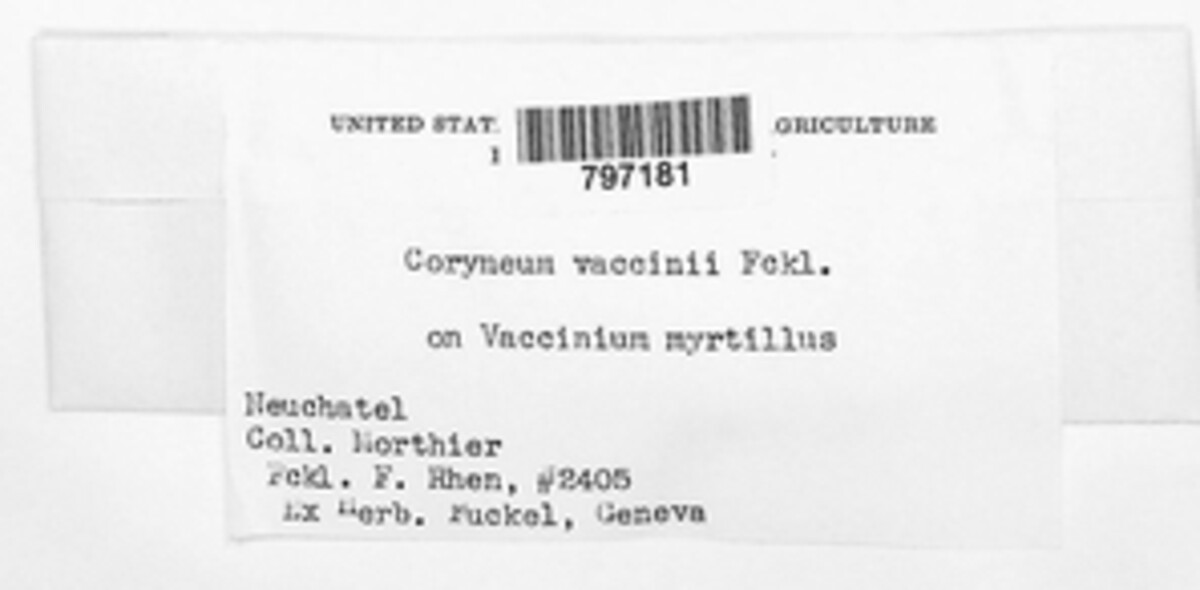 UNITED STAT GRICULTURE
797181
Coryneum vaccinii Fckl.
on Vaccinium myrtillus
Neuchatel
Coll. Morthier
Fckl. F. Rhen, #2405
Ex Herb. Fuckel, Geneva